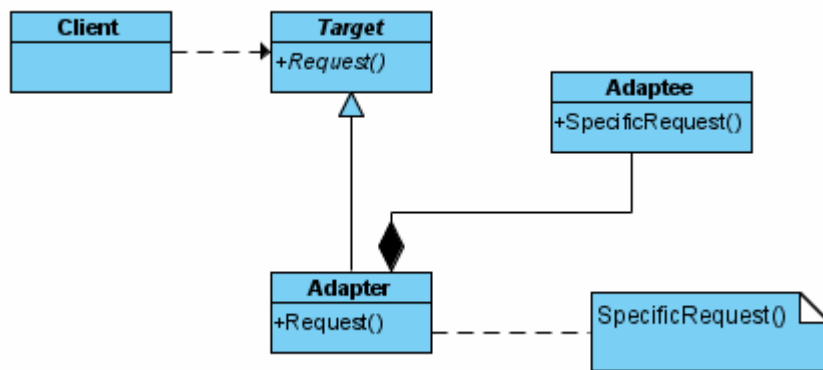 Client
Target
+Request()
Adaptee
+SpecificRequest()
Adapter
+Request()
SpecificRequest()